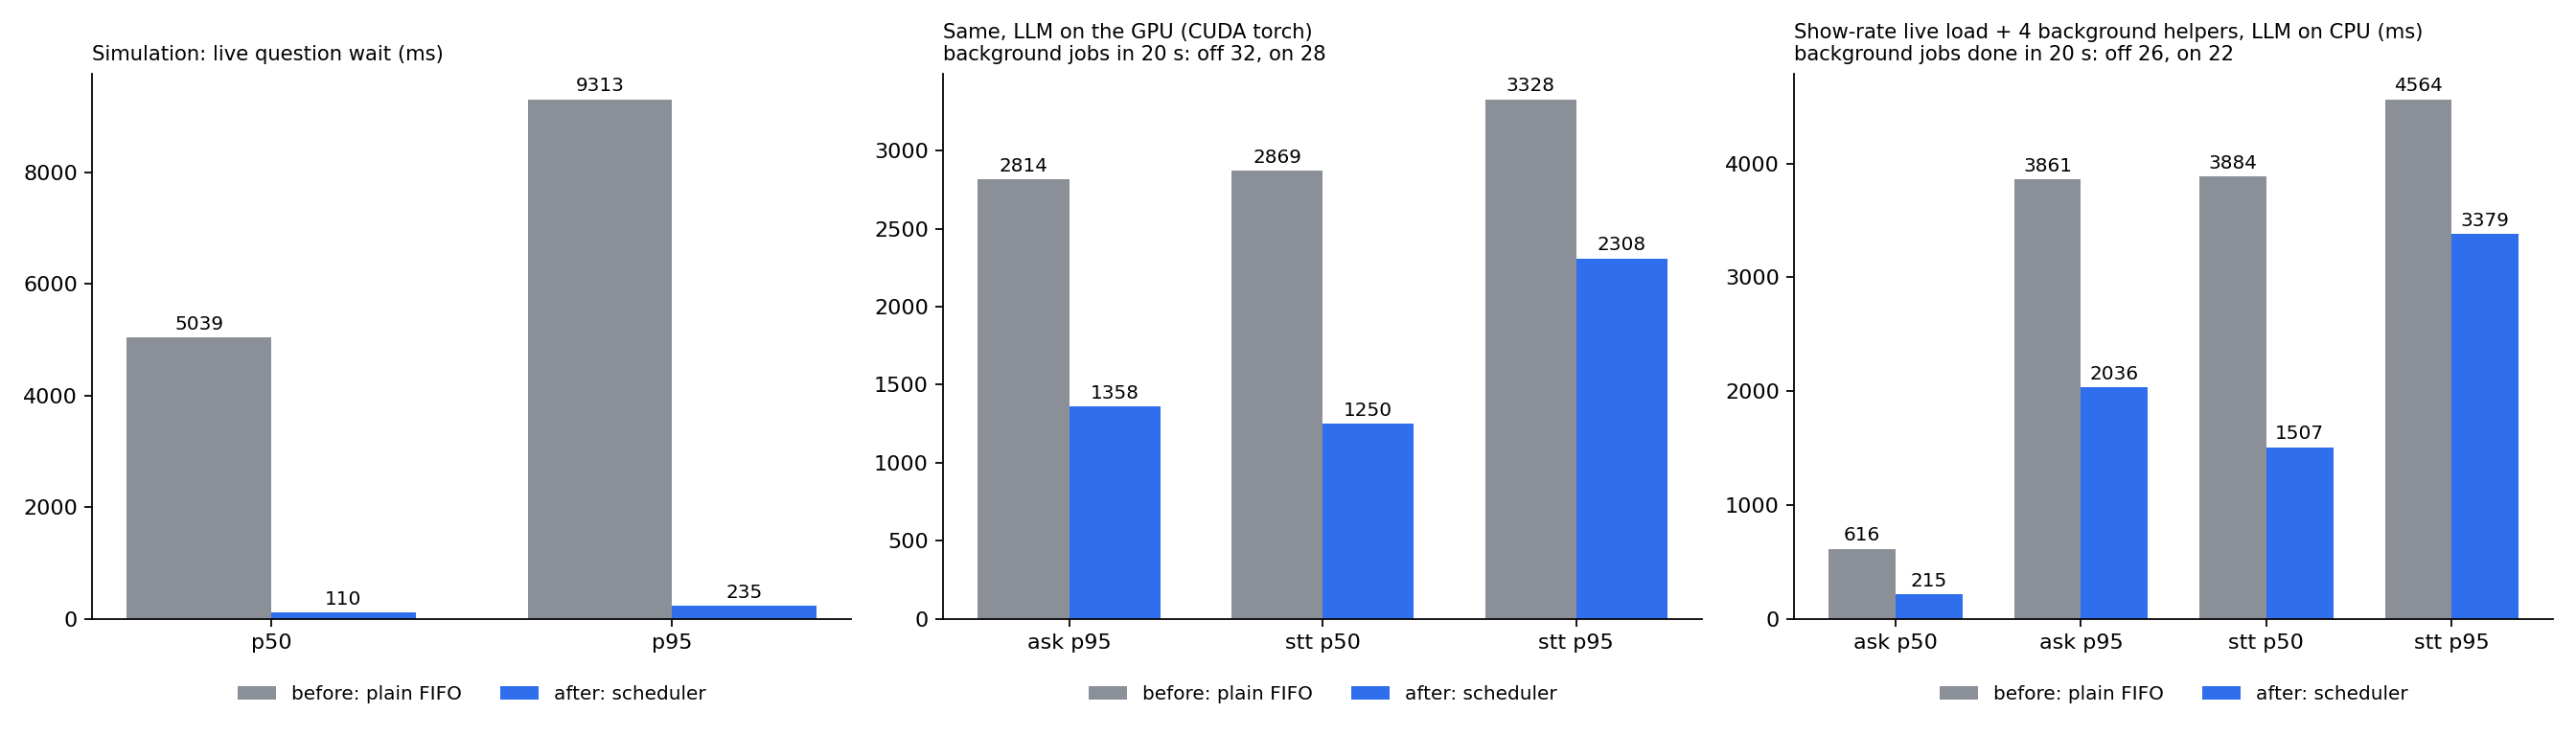 Simulation: live question wait (ms)
9313
8000
6000
5039
4000
2000
110
235
0
p50
p95
before: plain FIFO
after: scheduler
Same, LLM on the GPU (CUDA torch)
background jobs in 20 s: off 32, on 28
3328
3000
2814
2869
2500
2308
2000
1500
1358
1250
1000
500
0
ask p95
stt p50
stt p95
before: plain FIFO
after: scheduler
Show-rate live load + 4 background helpers, LLM on CPU (ms)
background jobs done in 20 s: off 26, on 22
4564
4000
3861
3884
3379
3000
2036
2000
1507
1000
616
215
0
ask p50
ask p95
stt p50
stt p95
before: plain FIFO
after: scheduler